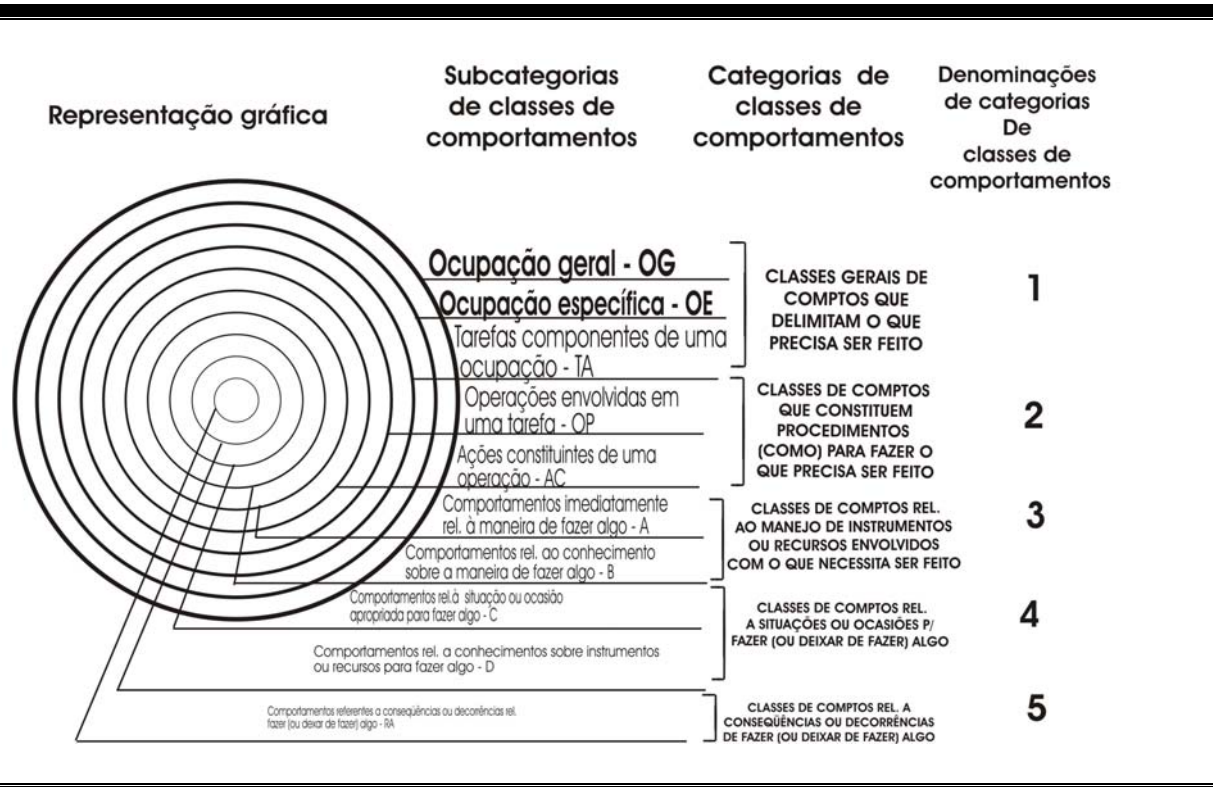 Representação gráfica
Subcategorias
de classes de
comportamentos
Categorias de
classes de
comportamentos
Denominações
de categorias
De
classes de
comportamentos
Ocupação geral - OG
Ocupação específica - OE
Tarefas componentes de uma
ocupação - TA
CLASSES GERAIS DE
COMPTOS QUE
DELIMITAM O QUE
PRECISA SER FEITO
1
Operações envolvidas em
uma tarefa - OP
Ações constituintes de uma
operação - AC
CLASSES DE COMPTOS
QUE CONSTITUEM
PROCEDIMENTOS
(COMO) PARA FAZER O
QUE PRECISA SER FEITO
2
Comportamentos imediatamente
rel. à maneira de fazer algo - A
Comportamentos rel. ao conhecimento
sobre a maneira de fazer algo - B
CLASSES DE COMPTOS REL.
AO MANEJO DE INSTRUMENTOS
OU RECURSOS ENVOLVIDOS
COM O QUE NECESSITA SER FEITO
3
Comportamentos rel.à situação ou ocasião
apropriada para fazer algo - C
Comportamentos rel. a conhecimentos sobre instrumentos
ou recursos para fazer algo - D
CLASSES DE COMPTOS REL.
A SITUAÇÕES OU OCASIÕES P/
FAZER (OU DEIXAR DE FAZER) ALGO
4
Comportamentos referentes a conseqüências ou decorências rel.
fazer (ou deixar de fazer) algo - RA
CLASSES DE COMPTOS REL. A
CONSEQÜÊNCIAS OU DECORRÊNCIAS
DE FAZER (OU DEIXAR DE FAZER) ALGO
5